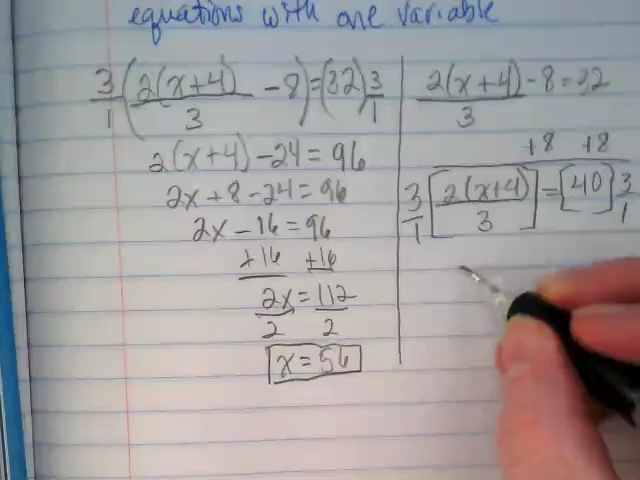 equations with one variable
3/1 (2(x+4)/3 - 8) = (32) 3/1
2(x+4) - 24 = 96
2x + 8 - 24 = 96
2x - 16 = 96
+16 +16
2x = 112
2 2
x = 56
2(x+4)/3 - 8 = 32
+8 +8
3/1 [2(x+4)/3] = [40] 3/1